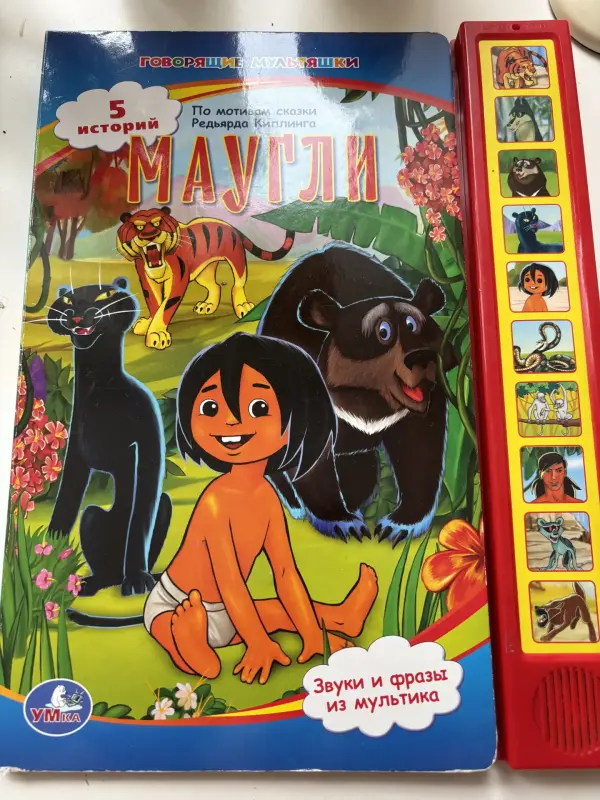 ГОВОРЯЩИЕ МУЛЬТЯШКИ
5
историй
По мотивам сказки
Редьярда Киплинга
МАУГЛИ
Звуки и фразы
из мультика
УМКА